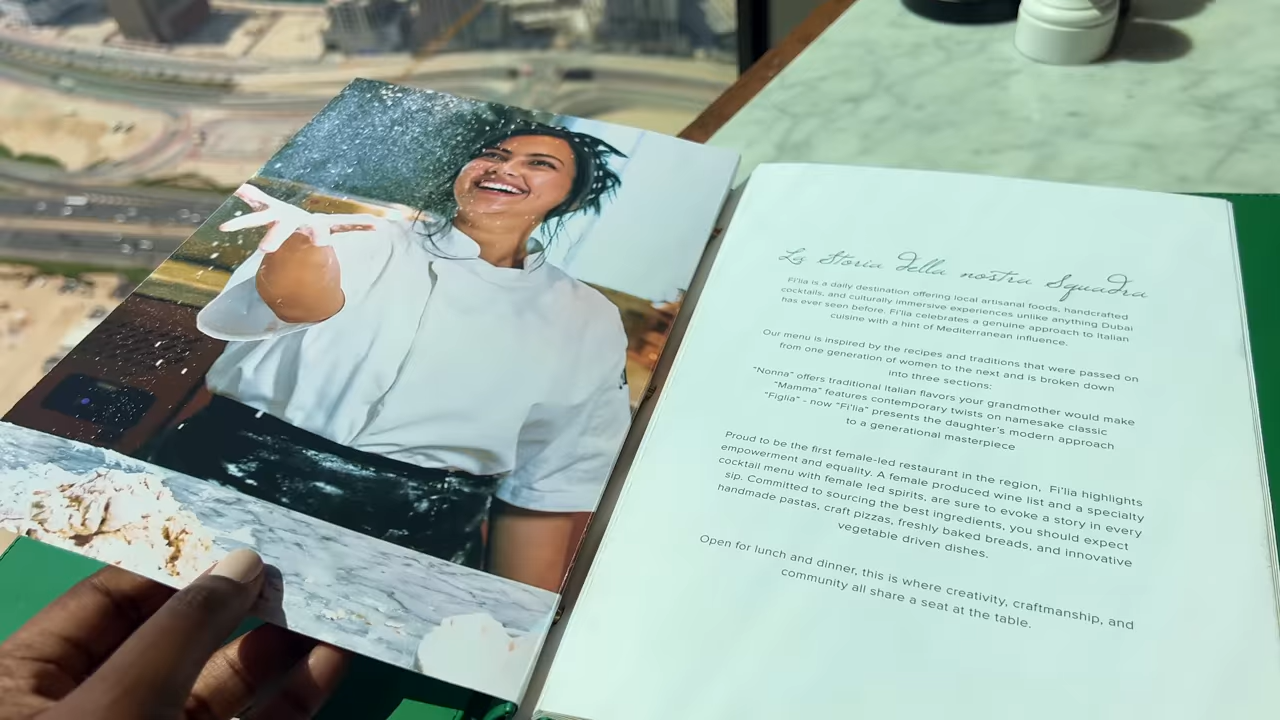 La Storia della nostra Squadra
Fi'lia is a daily destination offering local artisanal foods, handcrafted
cocktails, and culturally immersive experiences unlike anything Dubai
has ever seen before. Fi'lia celebrates a genuine approach to Italian
cuisine with a hint of Mediterranean influence.
Our menu is inspired by the recipes and traditions that were passed on
from one generation of women to the next and is broken down
into three sections:
"Nonna" offers traditional Italian flavors your grandmother would make
"Mamma" features contemporary twists on namesake classic
"Figlia" - now "Fi'lia" presents the daughter's modern approach
to a generational masterpiece
Proud to be the first female-led restaurant in the region, Fi'lia highlights
empowerment and equality. A female produced wine list and a specialty
cocktail menu with female led spirits, are sure to evoke a story in every
sip. Committed to sourcing the best ingredients, you should expect
handmade pastas, craft pizzas, freshly baked breads, and innovative
vegetable driven dishes.
Open for lunch and dinner, this is where creativity, craftmanship, and
community all share a seat at the table.